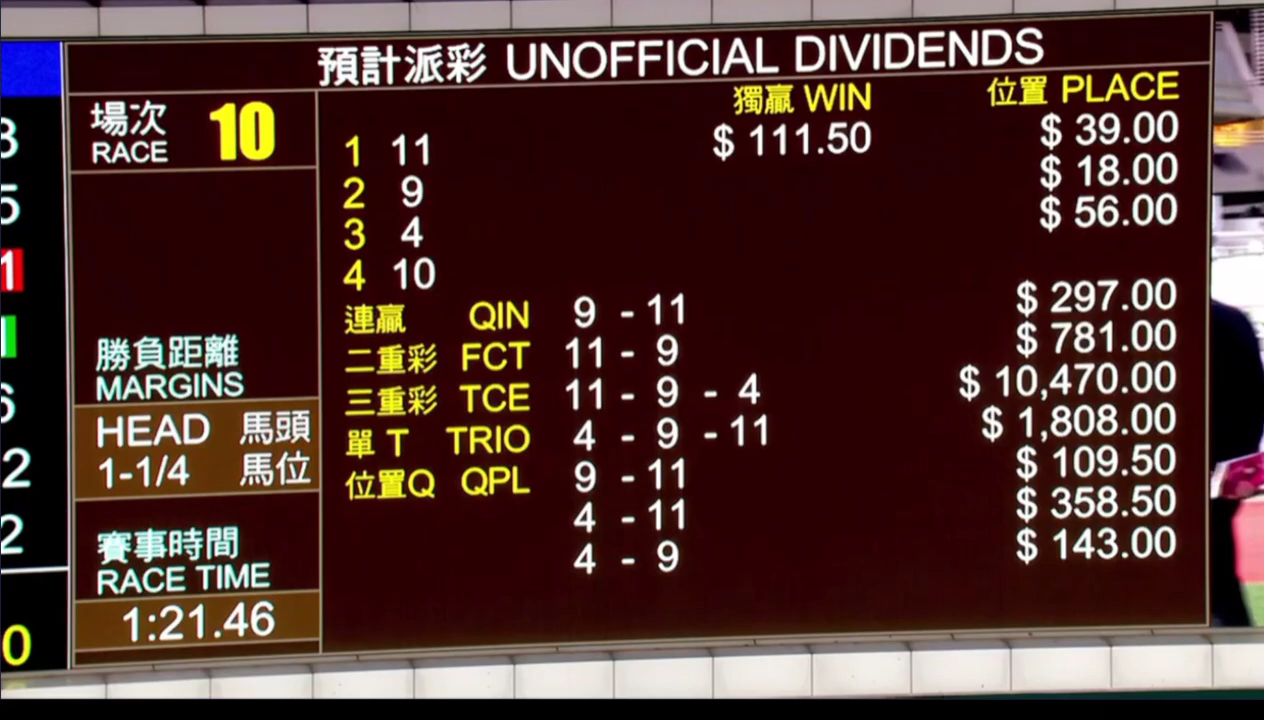 預計派彩 UNOFFICIAL DIVIDENDS
場次 RACE 10
獨贏 WIN 位置 PLACE
1 11 $ 111.50 $ 39.00
2 9 $ 18.00
3 4 $ 56.00
4 10
連贏 QIN 9 - 11 $ 297.00
二重彩 FCT 11 - 9 $ 781.00
三重彩 TCE 11 - 9 - 4 $ 10,470.00
單 T TRIO 4 - 9 - 11 $ 1,808.00
位置Q QPL 9 - 11 $ 109.50
4 - 11 $ 358.50
4 - 9 $ 143.00
勝負距離
MARGINS
HEAD 馬頭
1-1/4 馬位
賽事時間
RACE TIME
1:21.46
5
1
2
2
0